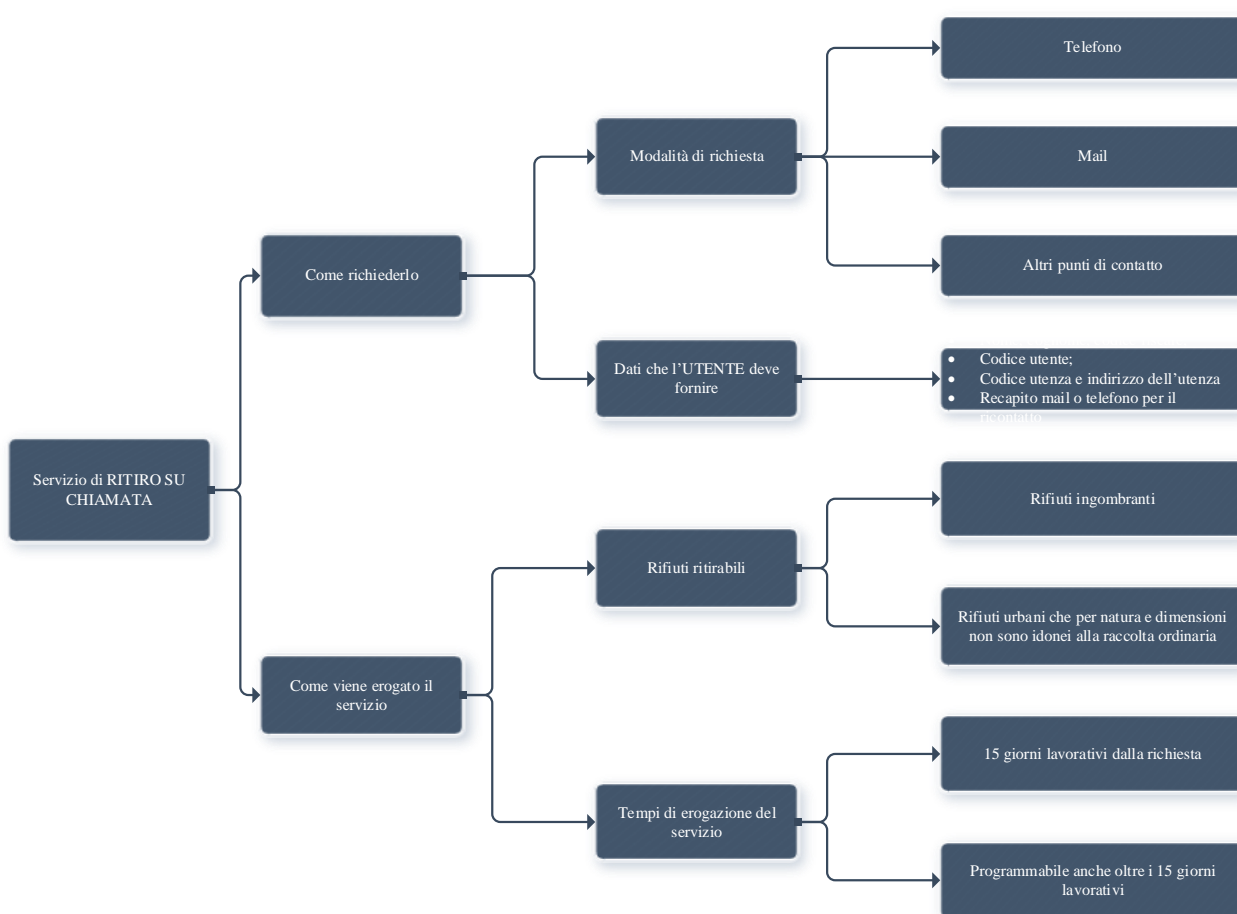 Telefono
Modalità di richiesta
Mail
Come richiederlo
Altri punti di contatto
Dati che l'UTENTE deve
fornire
• Codice utente;
• Codice utenza e indirizzo dell'utenza
• Recapito mail o telefono per il
ricontatto
Servizio di RITIRO SU
CHIAMATA
Rifiuti ingombranti
Rifiuti ritirabili
Rifiuti urbani che per natura e dimensioni
non sono idonei alla raccolta ordinaria
Come viene erogato il
servizio
15 giorni lavorativi dalla richiesta
Tempi di erogazione del
servizio
Programmabile anche oltre i 15 giorni
lavorativi